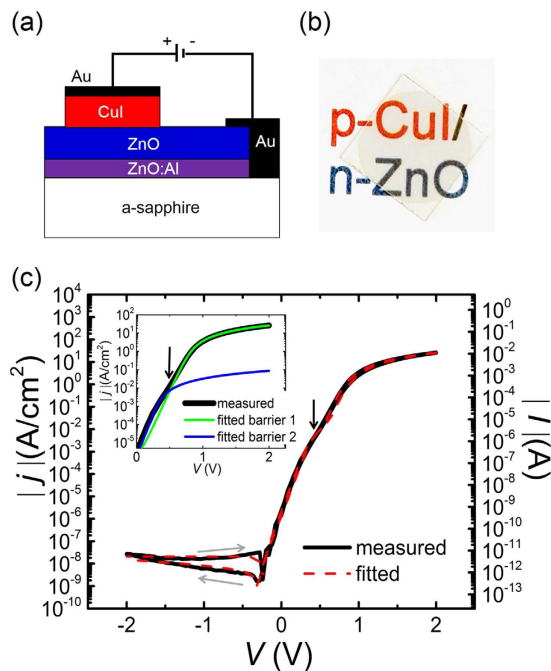 (a)
+ -
Au
CuI
Au
ZnO
ZnO:Al
a-sapphire
(b)
p-CuI/
n-ZnO
(c)
10⁴
10³
10²
10¹
10⁰
10⁻¹
10⁻²
10⁻³
10⁻⁴
10⁻⁵
10⁻⁶
10⁻⁷
10⁻⁸
10⁻⁹
10⁻¹⁰
| j |(A/cm²)
10²
10¹
10⁰
10⁻¹
10⁻²
10⁻³
10⁻⁴
10⁻⁵
| j |(A/cm²)
0 1 2
V (V)
measured
fitted barrier 1
fitted barrier 2
measured
fitted
10⁰
10⁻¹
10⁻²
10⁻³
10⁻⁴
10⁻⁵
10⁻⁶
10⁻⁷
10⁻⁸
10⁻⁹
10⁻¹⁰
10⁻¹¹
10⁻¹²
10⁻¹³
| I |(A)
-2 -1 0 1 2
V (V)